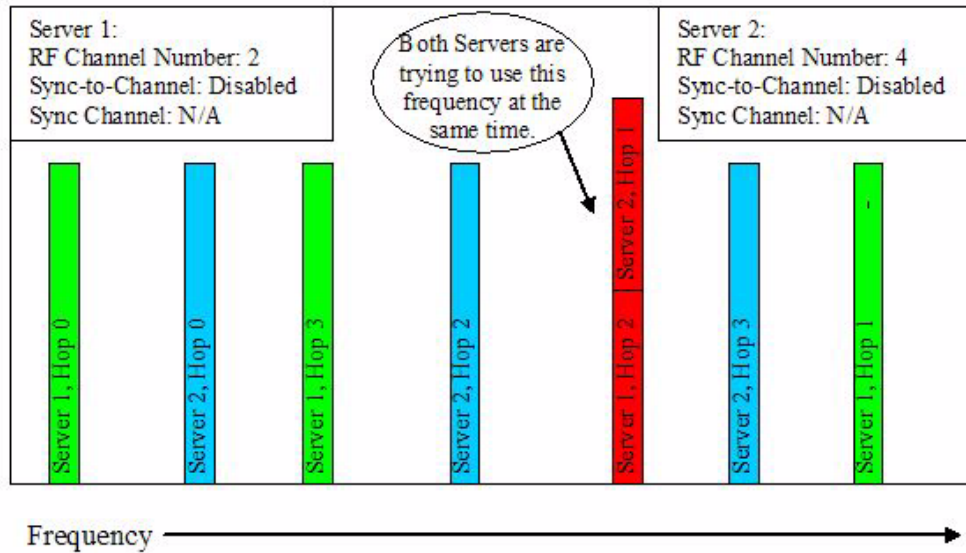 Server 1:
RF Channel Number: 2
Sync-to-Channel: Disabled
Sync Channel: N/A
Both Servers are
trying to use this
frequency at the
same time.
Server 2:
RF Channel Number: 4
Sync-to-Channel: Disabled
Sync Channel: N/A
Server 1, Hop 0
Server 2, Hop 0
Server 1, Hop 3
Server 2, Hop 2
Server 2, Hop 1
Server 1, Hop 2
Server 2, Hop 3
Server 1, Hop 1 -
Frequency